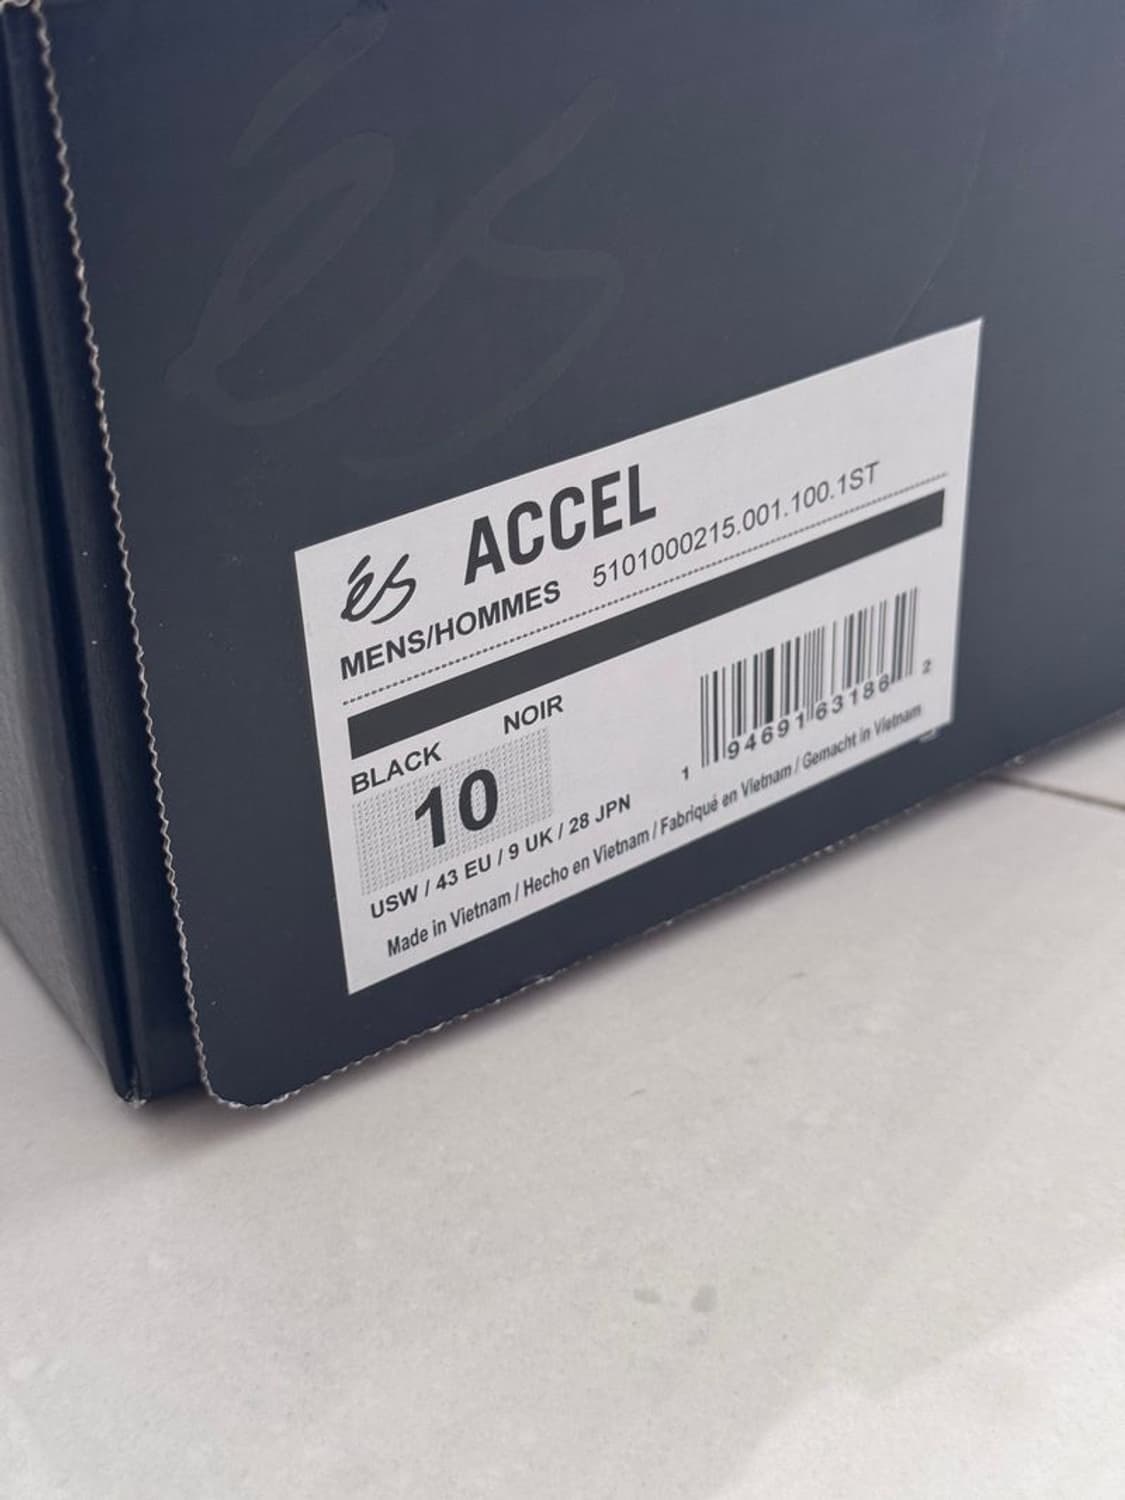 és
és ACCEL
MENS/HOMMES 5101000215.001.100.1ST
BLACK NOIR
10
USW / 43 EU / 9 UK / 28 JPN
1 94691 63186 2
Made in Vietnam / Hecho en Vietnam / Fabriqué en Vietnam / Gemacht in Vietnam